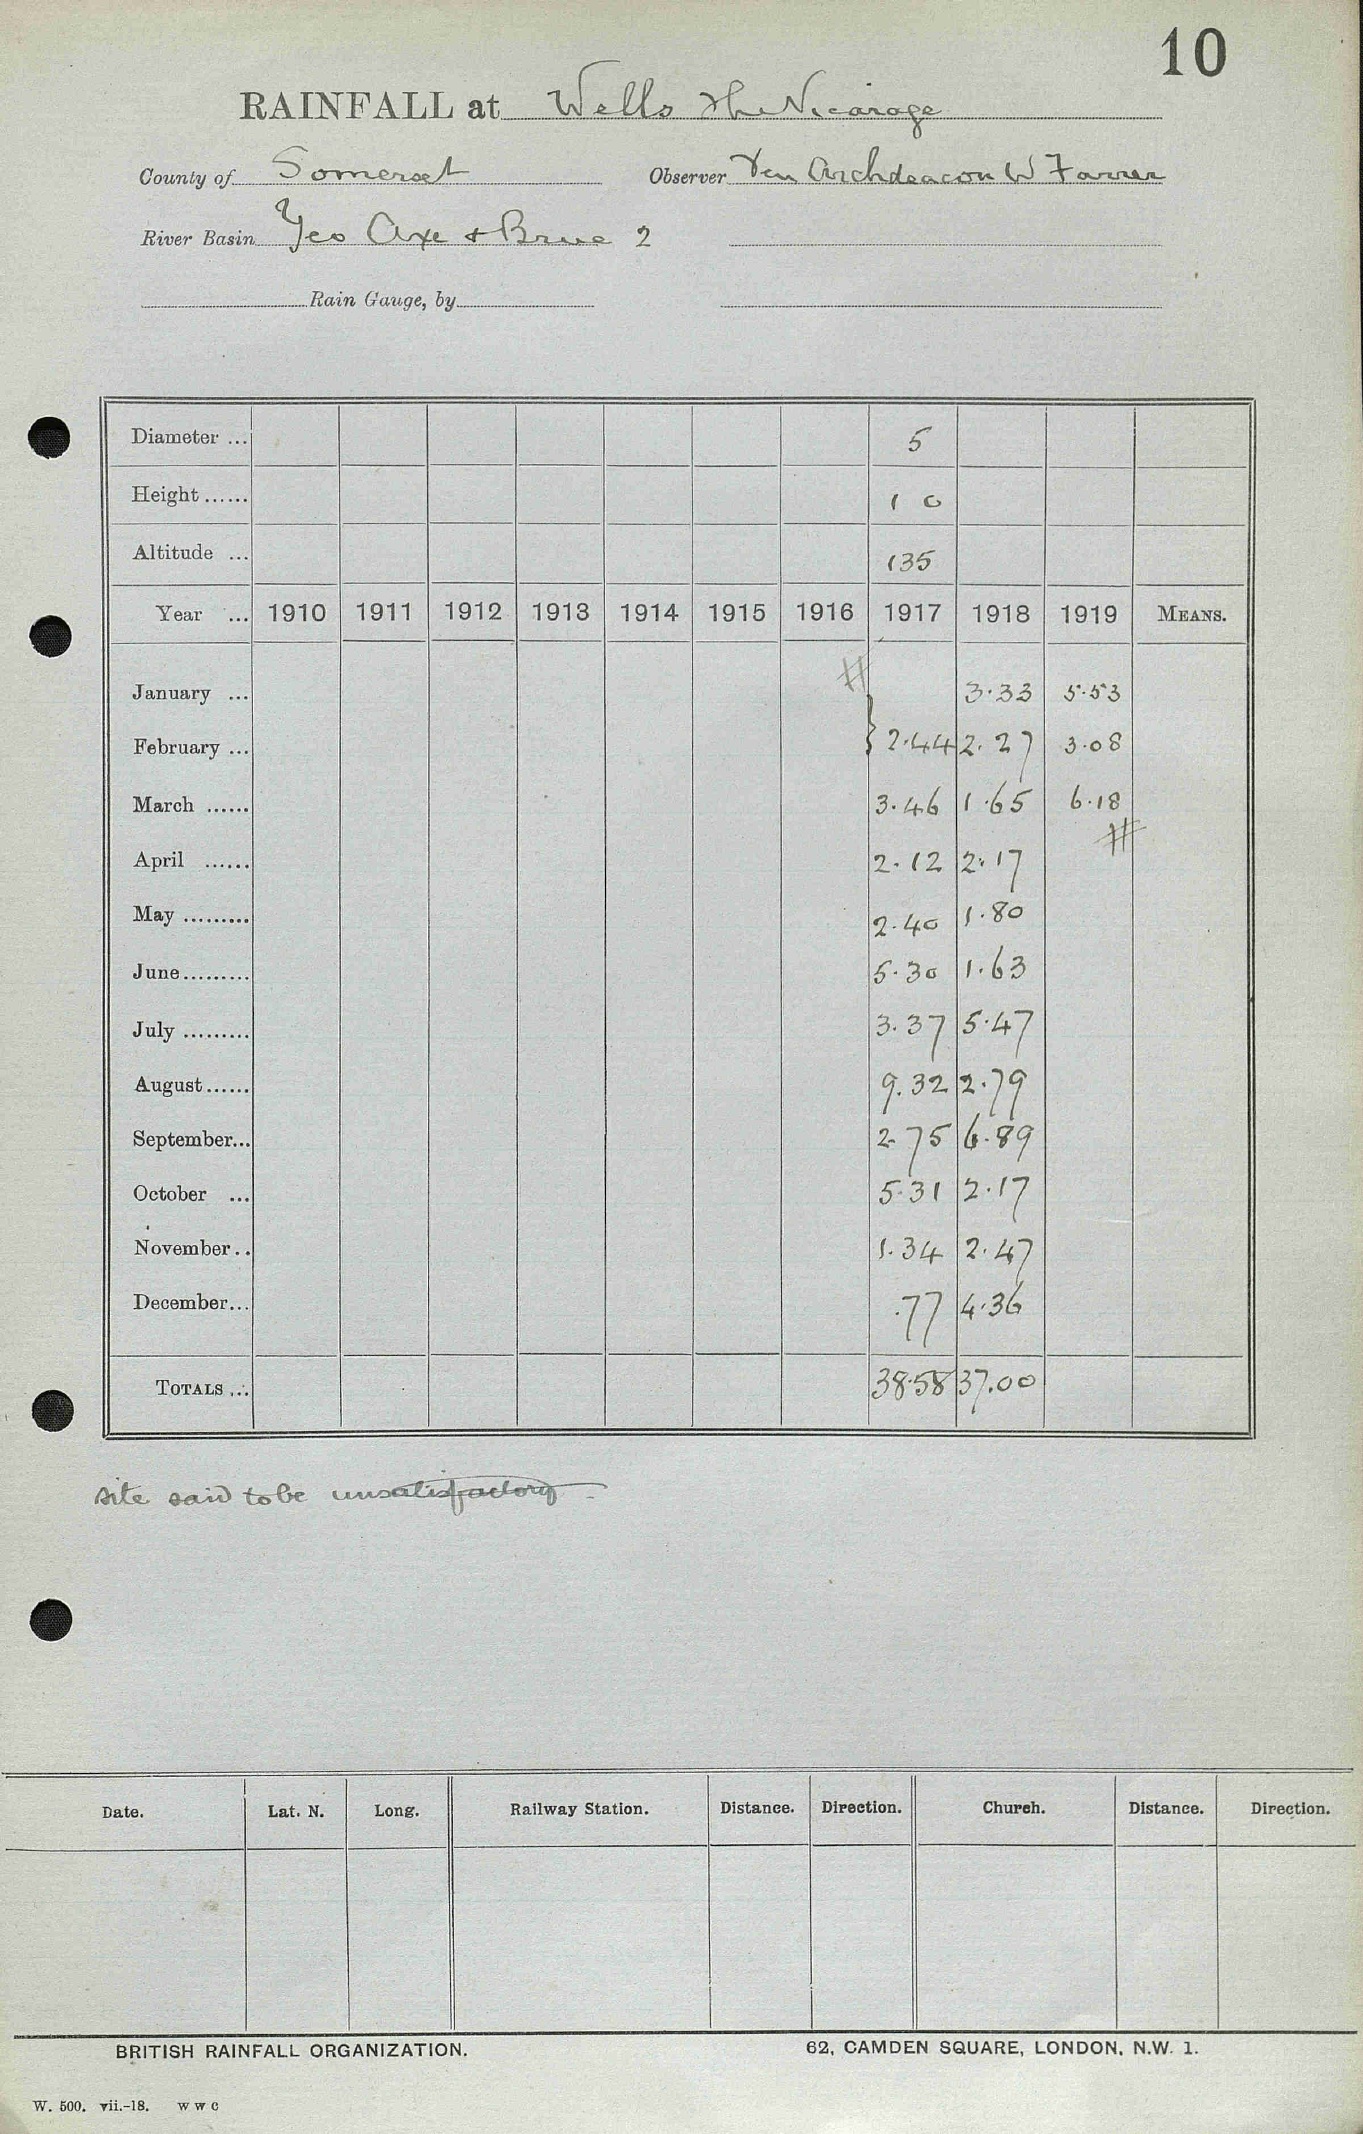 10
RAINFALL at Wells The Vicarage
County of Somerset Observer Ven Archdeacon W Farrer
River Basin Yeo Axe & Brue 2
Rain Gauge, by
Diameter ... 5
Height ...... 1 0
Altitude ... 135
Year ... 1910 1911 1912 1913 1914 1915 1916 1917 1918 1919 MEANS.
#
January ... 3.33 5.53
February ... } 2.44 2.27 3.08
March ...... 3.46 1.65 6.18
#
April ...... 2.12 2.17
May ......... 2.40 1.80
June ......... 5.30 1.63
July ......... 3.37 5.47
August ...... 9.32 2.79
September... 2.75 6.89
October ... 5.31 2.17
November .. 1.34 2.47
December... .77 4.36
TOTALS ... 38.58 37.00
site said to be unsatisfactory
Date. Lat. N. Long. Railway Station. Distance. Direction. Church. Distance. Direction.
BRITISH RAINFALL ORGANIZATION. 62, CAMDEN SQUARE, LONDON, N.W. 1.
W. 500. vii.-18. W W C